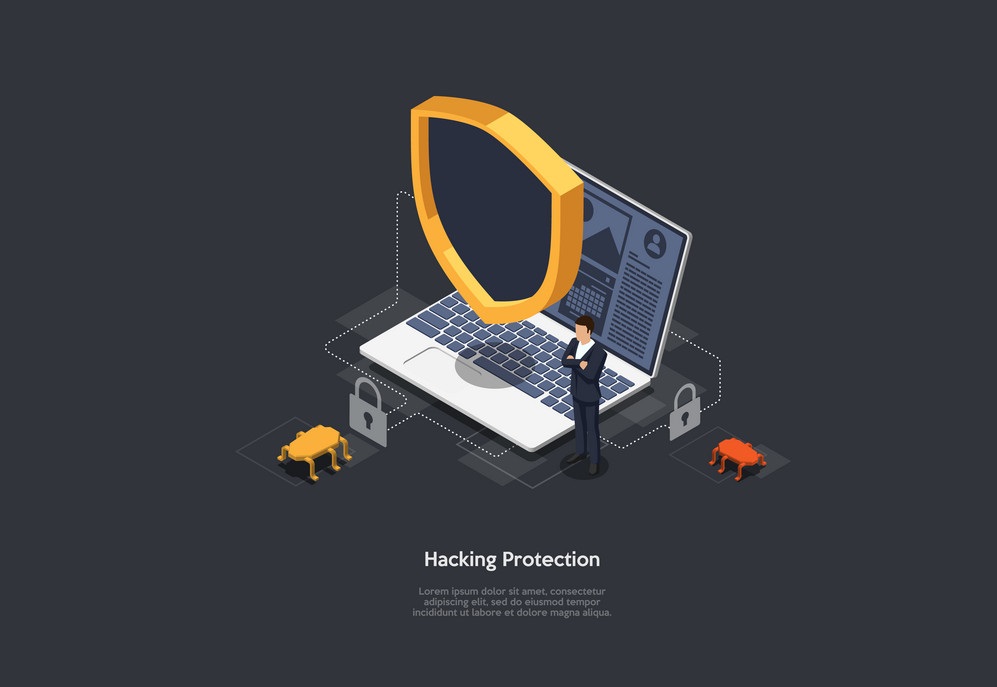 Hacking Protection
Lorem ipsum dolor sit amet, consectetur
adipiscing elit, sed do eiusmod tempor
incididunt ut labore et dolore magna aliqua.